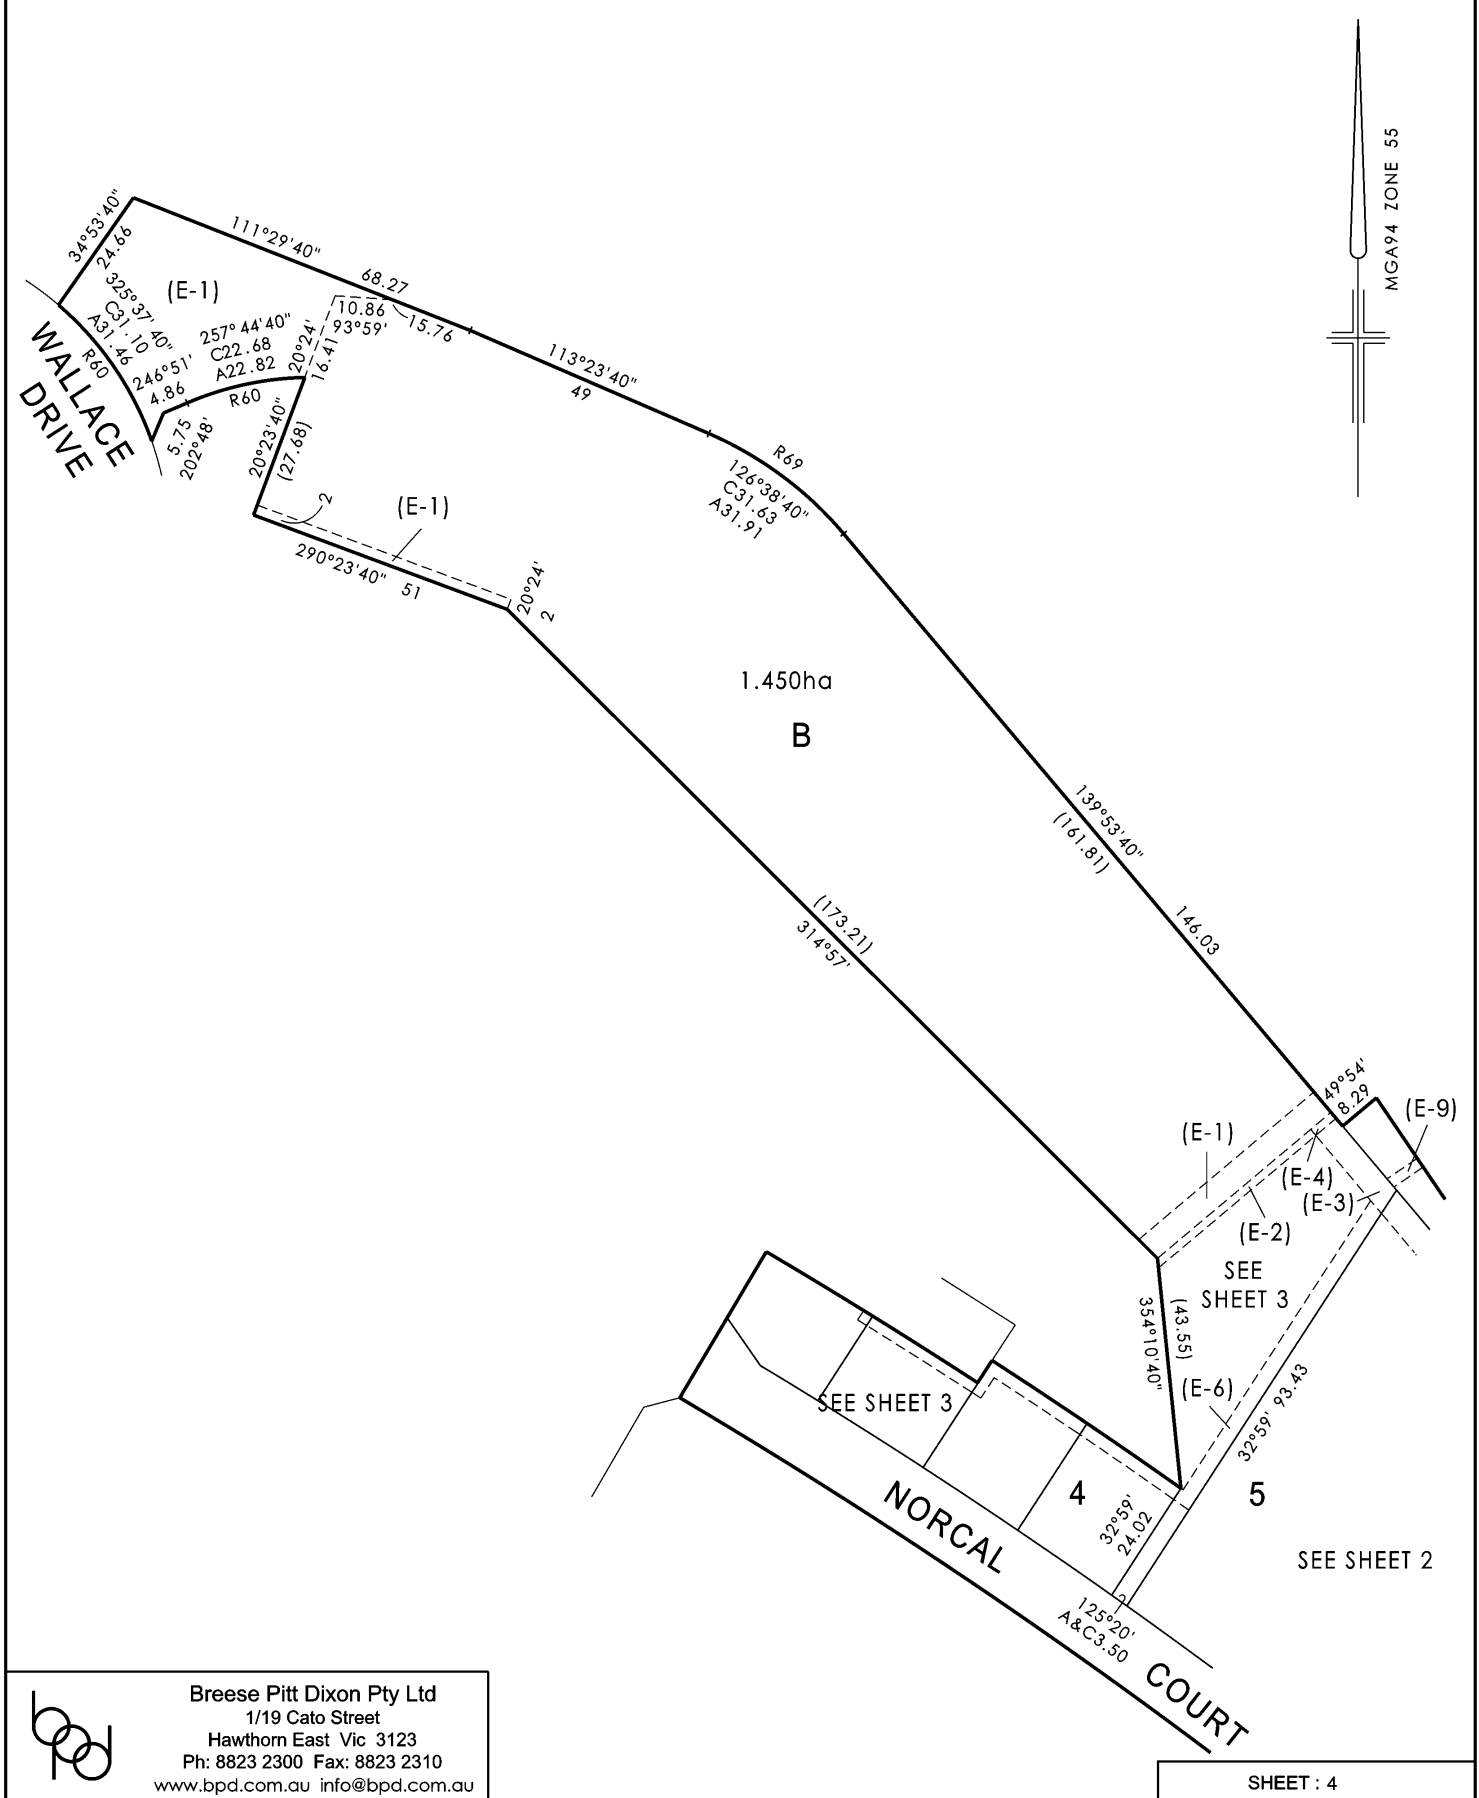 MGA94 ZONE 55
34°53'40"
24.66
111°29'40"
68.27
(E-1)
325°37'40"
C31.10
A31.46
R60
WALLACE
DRIVE
257°44'40"
C22.68
A22.82
R60
246°51'
4.86
5.75
202°48'
10.86
93°59'
15.76
20°24'
16.41
20°23'40"
(27.68)
113°23'40"
49
R69
126°38'40"
C31.63
A31.91
2
(E-1)
290°23'40"
51
20°24'
2
1.450ha
B
139°53'40"
(161.81)
146.03
(173.21)
314°57'
49°54'
8.29
(E-9)
(E-1)
(E-4)
(E-3)
(E-2)
SEE
SHEET 3
354°10'40"
(43.55)
(E-6)
32°59' 93.43
SEE SHEET 3
4
5
32°59'
24.02
NORCAL
SEE SHEET 2
2
125°20'
A&C3.50
COURT
bpd
Breese Pitt Dixon Pty Ltd
1/19 Cato Street
Hawthorn East Vic 3123
Ph: 8823 2300 Fax: 8823 2310
www.bpd.com.au info@bpd.com.au
SHEET : 4